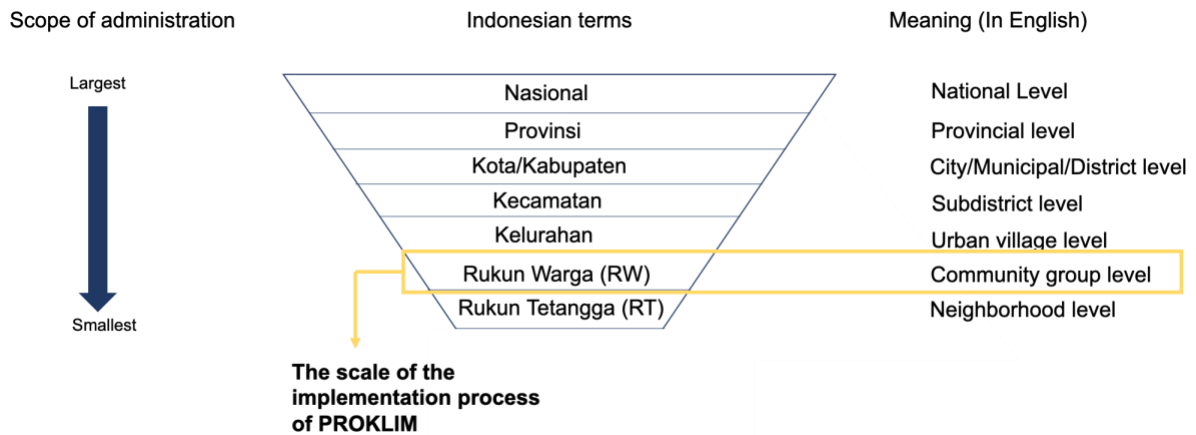 Scope of administration Indonesian terms Meaning (In English)
Largest
Nasional National Level
Provinsi Provincial level
Kota/Kabupaten City/Municipal/District level
Kecamatan Subdistrict level
Kelurahan Urban village level
Rukun Warga (RW) Community group level
Rukun Tetangga (RT) Neighborhood level
Smallest
The scale of the
implementation process
of PROKLIM